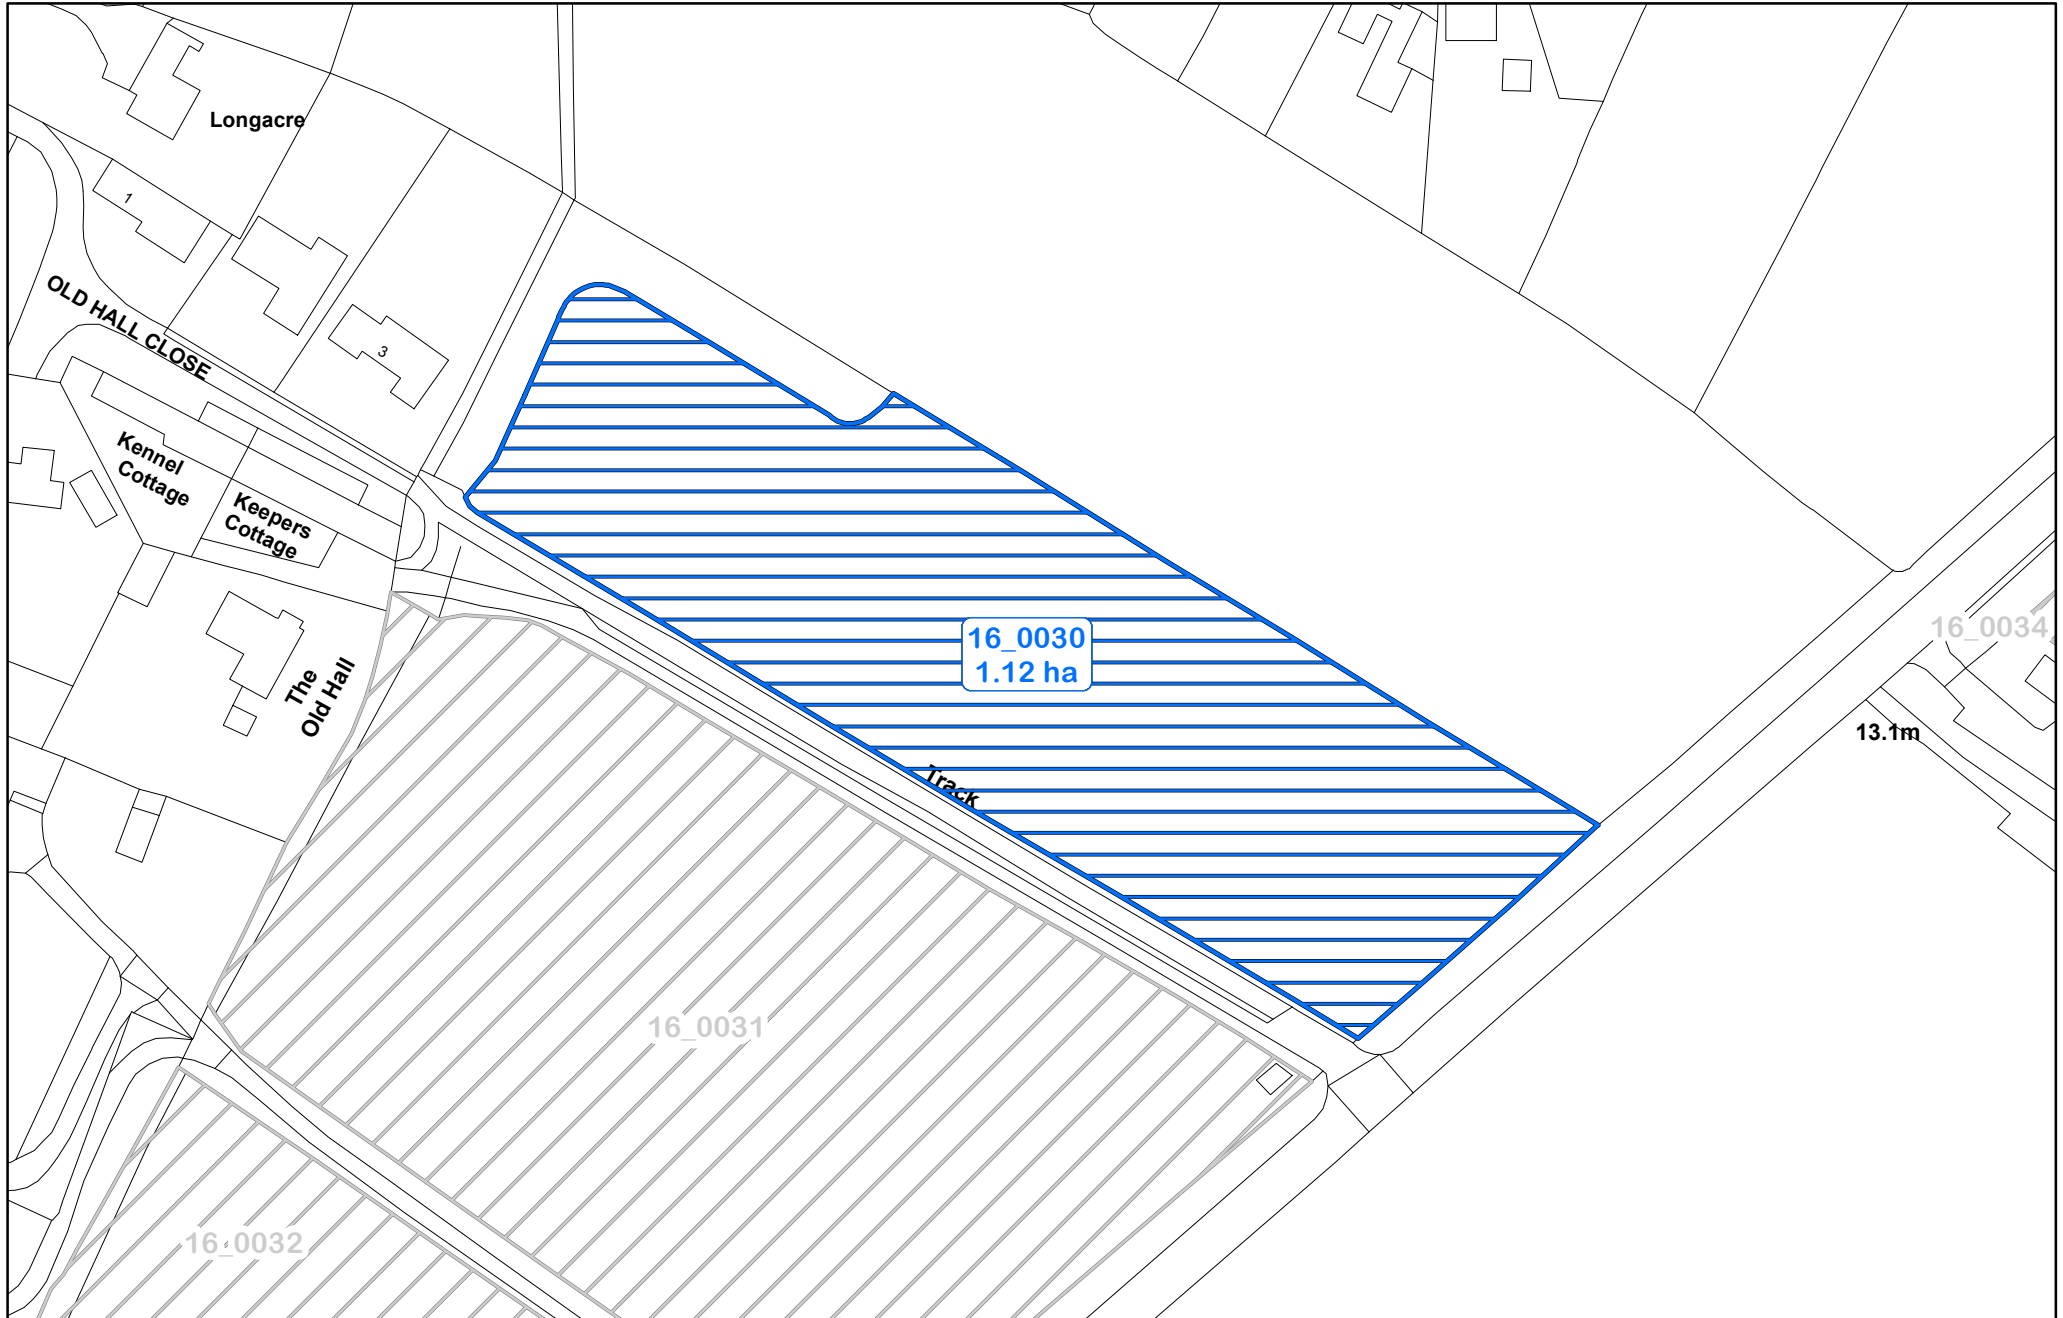 Longacre
1
OLD HALL CLOSE
3
Kennel
Cottage
Keepers
Cottage
The
Old Hall
16_0030
1.12 ha
16_0034
13.1m
Track
16_0031
16_0032